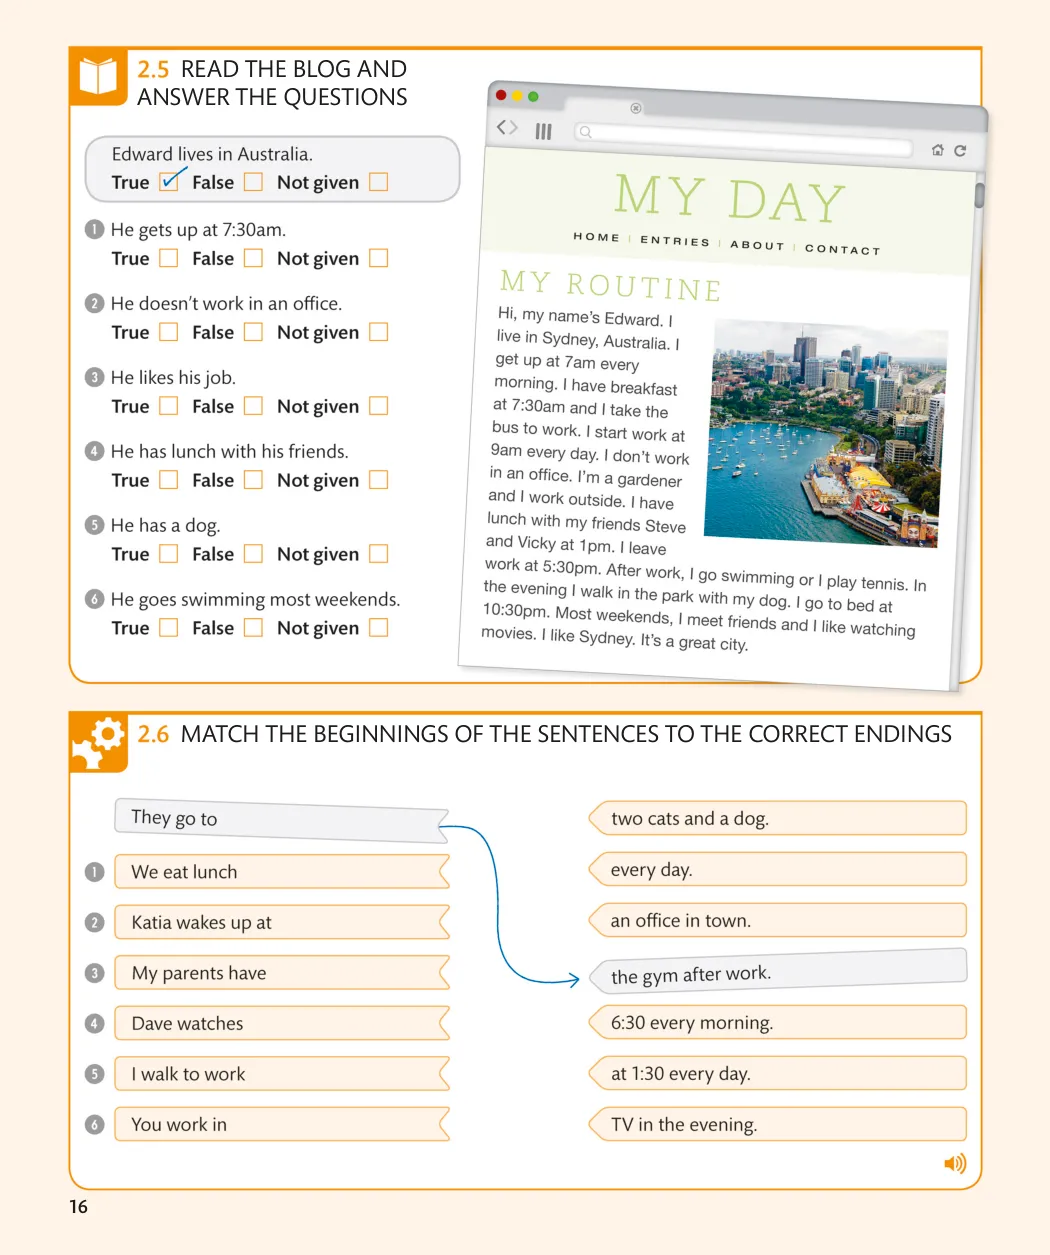 2.5 READ THE BLOG AND
ANSWER THE QUESTIONS
Edward lives in Australia.
True False Not given
1 He gets up at 7:30am.
True False Not given
2 He doesn't work in an office.
True False Not given
3 He likes his job.
True False Not given
4 He has lunch with his friends.
True False Not given
5 He has a dog.
True False Not given
6 He goes swimming most weekends.
True False Not given
MY DAY
HOME | ENTRIES | ABOUT | CONTACT
MY ROUTINE
Hi, my name's Edward. I
live in Sydney, Australia. I
get up at 7am every
morning. I have breakfast
at 7:30am and I take the
bus to work. I start work at
9am every day. I don't work
in an office. I'm a gardener
and I work outside. I have
lunch with my friends Steve
and Vicky at 1pm. I leave
work at 5:30pm. After work, I go swimming or I play tennis. In
the evening I walk in the park with my dog. I go to bed at
10:30pm. Most weekends, I meet friends and I like watching
movies. I like Sydney. It's a great city.
2.6 MATCH THE BEGINNINGS OF THE SENTENCES TO THE CORRECT ENDINGS
They go to
1 We eat lunch
2 Katia wakes up at
3 My parents have
4 Dave watches
5 I walk to work
6 You work in
two cats and a dog.
every day.
an office in town.
the gym after work.
6:30 every morning.
at 1:30 every day.
TV in the evening.
16